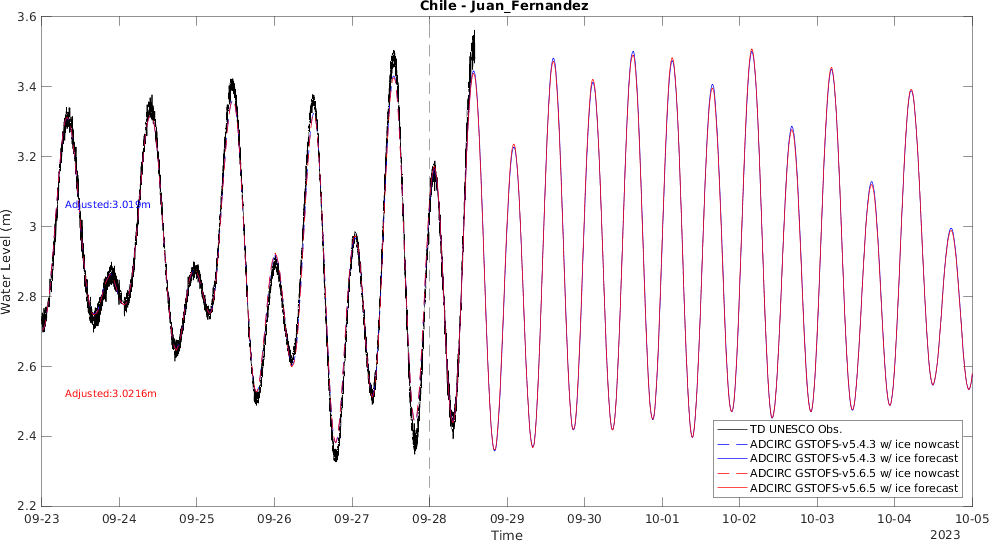 Chile - Juan_Fernandez
3.6
3.4
3.2
3
2.8
2.6
2.4
2.2
Water Level (m)
Adjusted:3.019m
Adjusted:3.0216m
TD UNESCO Obs.
ADCIRC GSTOFS-v5.4.3 w/ ice nowcast
ADCIRC GSTOFS-v5.4.3 w/ ice forecast
ADCIRC GSTOFS-v5.6.5 w/ ice nowcast
ADCIRC GSTOFS-v5.6.5 w/ ice forecast
09-23 09-24 09-25 09-26 09-27 09-28 09-29 09-30 10-01 10-02 10-03 10-04 10-05
Time
2023